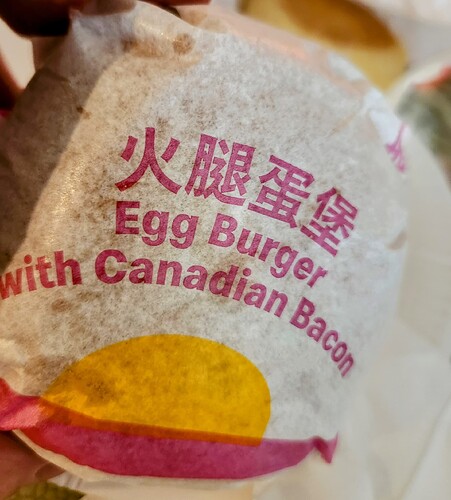 火腿蛋堡
Egg Burger
with Canadian Bacon